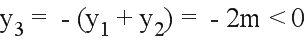 y₃ = - (y₁ + y₂) = - 2m < 0